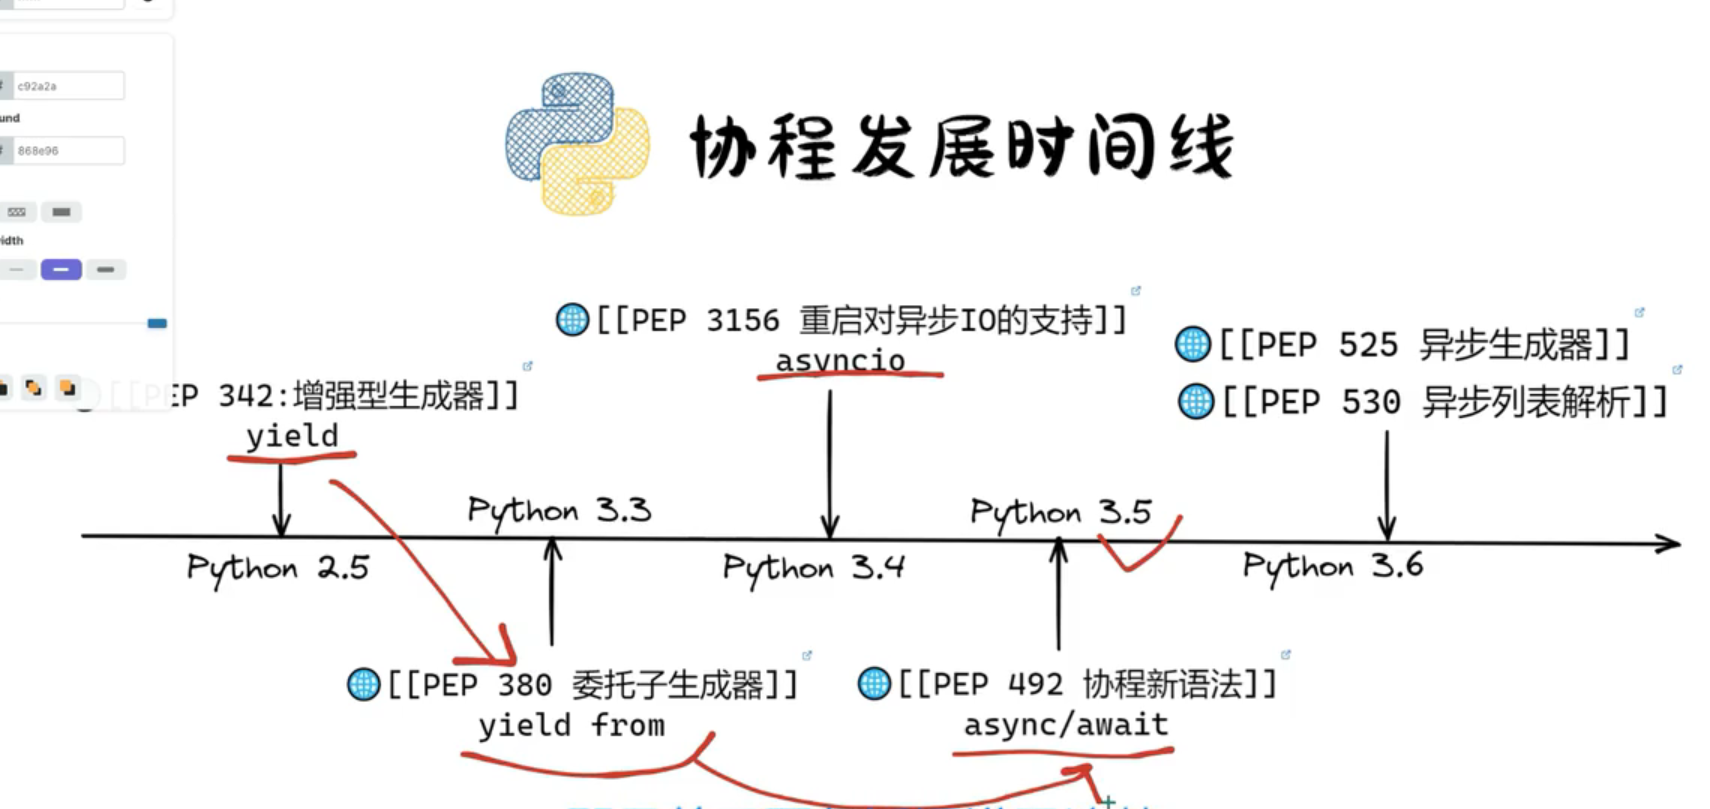 c92a2a
und
868e96
idth
协程发展时间线
[[PEP 3156 重启对异步IO的支持]]
asyncio
[[PEP 525 异步生成器]]
[[PEP 530 异步列表解析]]
[[PEP 342:增强型生成器]]
yield
Python 3.3
Python 3.5
Python 2.5
Python 3.4
Python 3.6
[[PEP 380 委托子生成器]]
yield from
[[PEP 492 协程新语法]]
async/await